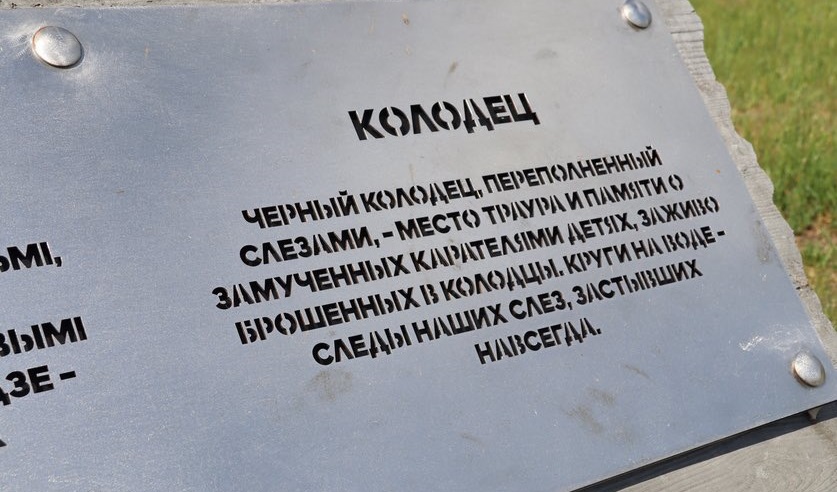 КОЛОДЕЦ
ЧЕРНЫЙ КОЛОДЕЦ, ПЕРЕПОЛНЕННЫЙ
СЛЕЗАМИ, - МЕСТО ТРАУРА И ПАМЯТИ О
ЗАМУЧЕННЫХ КАРАТЕЛЯМИ ДЕТЯХ, ЗАЖИВО
БРОШЕННЫХ В КОЛОДЦЫ. КРУГИ НА ВОДЕ -
СЛЕДЫ НАШИХ СЛЕЗ, ЗАСТЫВШИХ
НАВСЕГДА.